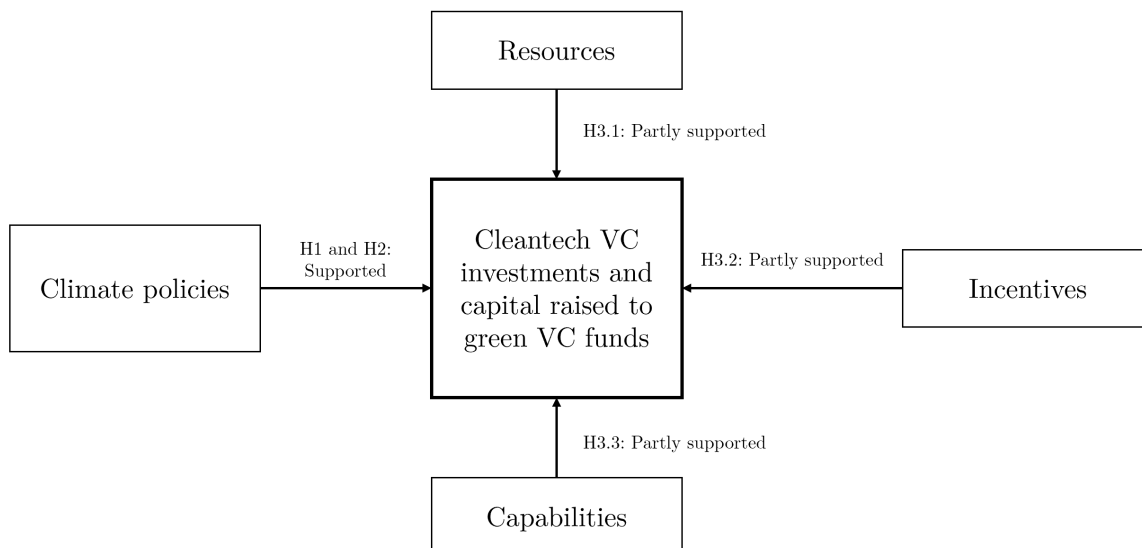 Resources
H3.1: Partly supported
Climate policies
H1 and H2:
Supported
Cleantech VC
investments and
capital raised to
green VC funds
H3.2: Partly supported
Incentives
H3.3: Partly supported
Capabilities